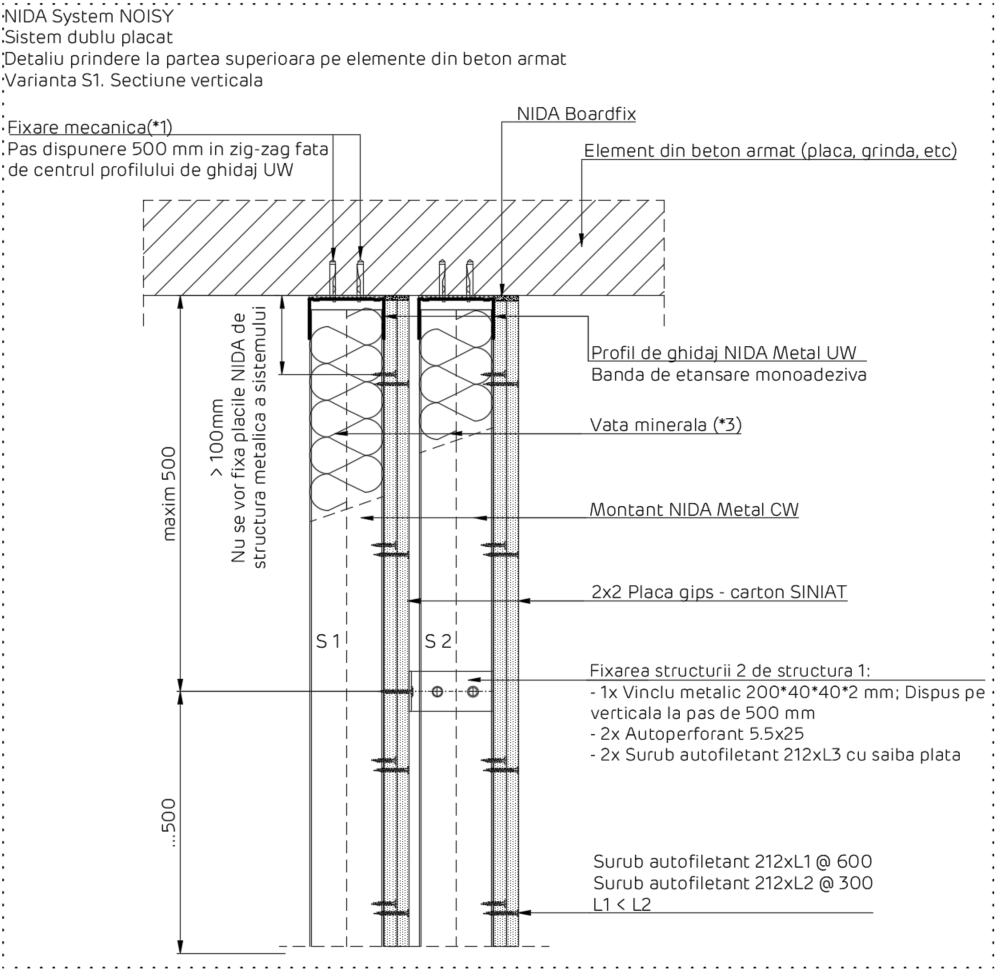 NIDA System NOISY
Sistem dublu placat
Detaliu prindere la partea superioara pe elemente din beton armat
Varianta S1. Sectiune verticala
Fixare mecanica(*1)
Pas dispunere 500 mm in zig-zag fata
de centrul profilului de ghidaj UW
NIDA Boardfix
Element din beton armat (placa, grinda, etc)
> 100mm
Nu se vor fixa placile NIDA de
structura metalica a sistemului
maxim 500
Profil de ghidaj NIDA Metal UW
Banda de etansare monoadeziva
Vata minerala (*3)
Montant NIDA Metal CW
2x2 Placa gips - carton SINIAT
S 1
S 2
Fixarea structurii 2 de structura 1:
- 1x Vinclu metalic 200*40*40*2 mm; Dispus pe
verticala la pas de 500 mm
- 2x Autoperforant 5.5x25
- 2x Surub autofiletant 212xL3 cu saiba plata
...500
Surub autofiletant 212xL1 @ 600
Surub autofiletant 212xL2 @ 300
L1 < L2